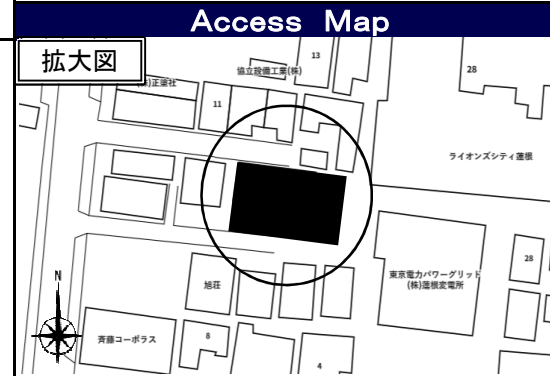 Access Map
拡大図
13
協立設備工業(株)
28
(株)正塗社
11
ライオンズシティ蓮根
28
東京電力パワーグリッド
(株)蓮根変電所
N
旭荘
斉藤コーポラス
8
4